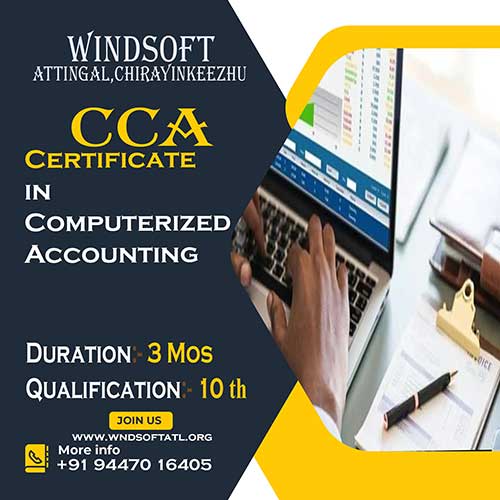 WINDSOFT
ATTINGAL,CHIRAYINKEEZHU
CCA
CERTIFICATE
IN
COMPUTERIZED
ACCOUNTING
DURATION:- 3 MOS
QUALIFICATION:- 10 th
JOIN US
WWW.WNDSOFTATL.ORG
More info
+91 94470 16405